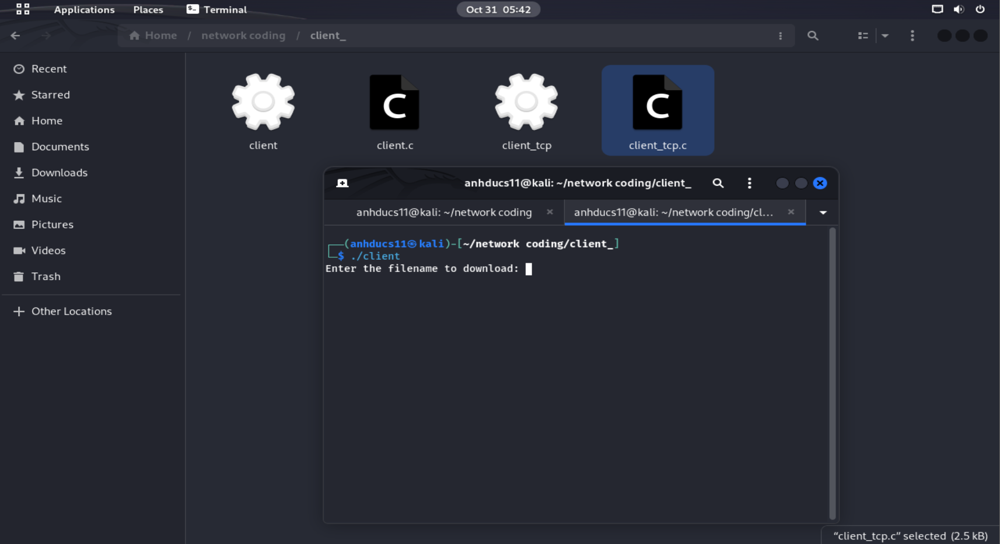 Applications Places Terminal Oct 31 05:42
Home / network coding / client_
Recent
Starred
Home
Documents
Downloads
Music
Pictures
Videos
Trash
Other Locations
C C
client client.c client_tcp client_tcp.c
anhducs11@kali: ~/network coding/client_
anhducs11@kali: ~/network coding anhducs11@kali: ~/network coding/cl…
┌──(anhducs11㉿kali)-[~/network coding/client_]
└─$ ./client
Enter the filename to download:
“client_tcp.c” selected (2.5 kB)